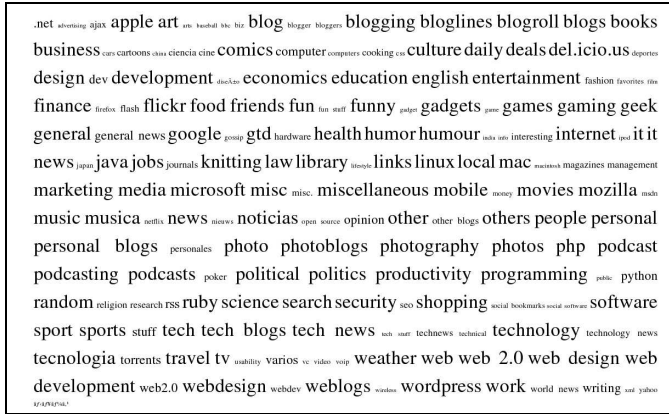 .net advertising ajax apple art arts baseball bbc biz blog blogger bloggers blogging bloglines blogroll blogs books
business cars cartoons china ciencia cine comics computer computers cooking css culture daily deals del.icio.us deportes
design dev development diseÃ±o economics education english entertainment fashion favorites film
finance firefox flash flickr food friends fun fun stuff funny gadget gadgets game games gaming geek
general general news google gossip gtd hardware health humor humour india info interesting internet ipod it it
news japan java jobs journals knitting law library lifestyle links linux local mac macintosh magazines management
marketing media microsoft misc misc. miscellaneous mobile money movies mozilla msdn
music musica netflix news nieuws noticias open source opinion other other blogs others people personal
personal blogs personales photo photoblogs photography photos php podcast
podcasting podcasts poker political politics productivity programming public python
random religion research rss ruby science search security seo shopping social bookmarks social software software
sport sports stuff tech tech blogs tech news tech stuff technews technical technology technology news
tecnologia torrents travel tv usability varios vc video voip weather web web 2.0 web design web
development web2.0 webdesign webdev weblogs wireless wordpress work world news writing xml yahoo